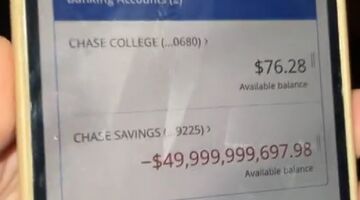 Banking Accounts (2)
CHASE COLLEGE (...0680) >
$76.28
Available balance
CHASE SAVINGS (...9225) >
-$49,999,999,697.98
Available balance